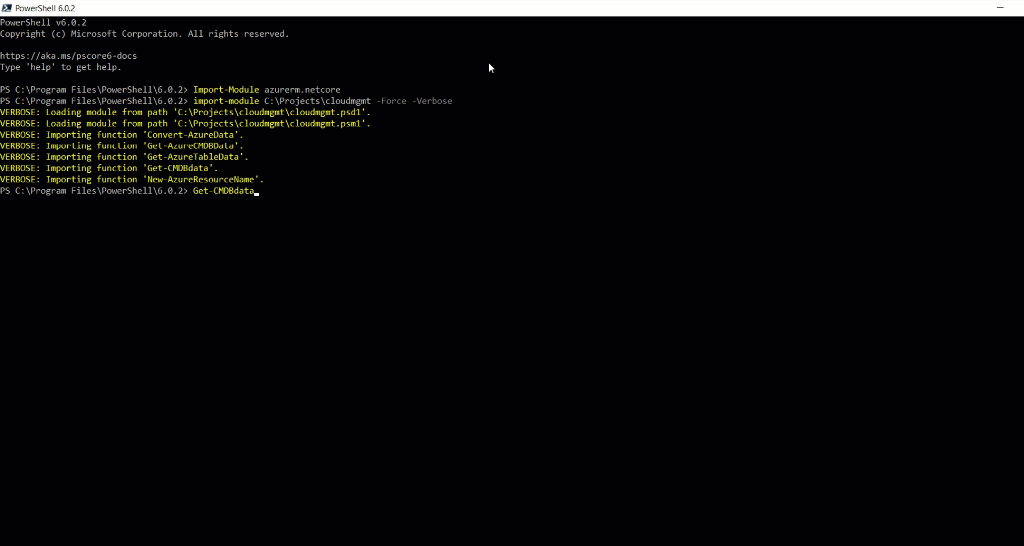 PowerShell 6.0.2
PowerShell v6.0.2
Copyright (c) Microsoft Corporation. All rights reserved.
https://aka.ms/pscore6-docs
Type 'help' to get help.
PS C:\Program Files\PowerShell\6.0.2> Import-Module azurerm.netcore
PS C:\Program Files\PowerShell\6.0.2> import-module C:\Projects\cloudmgmt -Force -Verbose
VERBOSE: Loading module from path 'C:\Projects\cloudmgmt\cloudmgmt.psd1'.
VERBOSE: Loading module from path 'C:\Projects\cloudmgmt\cloudmgmt.psm1'.
VERBOSE: Importing function 'Convert-AzureData'.
VERBOSE: Importing function 'Get-AzureCMDBData'.
VERBOSE: Importing function 'Get-AzureTableData'.
VERBOSE: Importing function 'Get-CMDBdata'.
VERBOSE: Importing function 'New-AzureResourceName'.
PS C:\Program Files\PowerShell\6.0.2> Get-CMDBdata